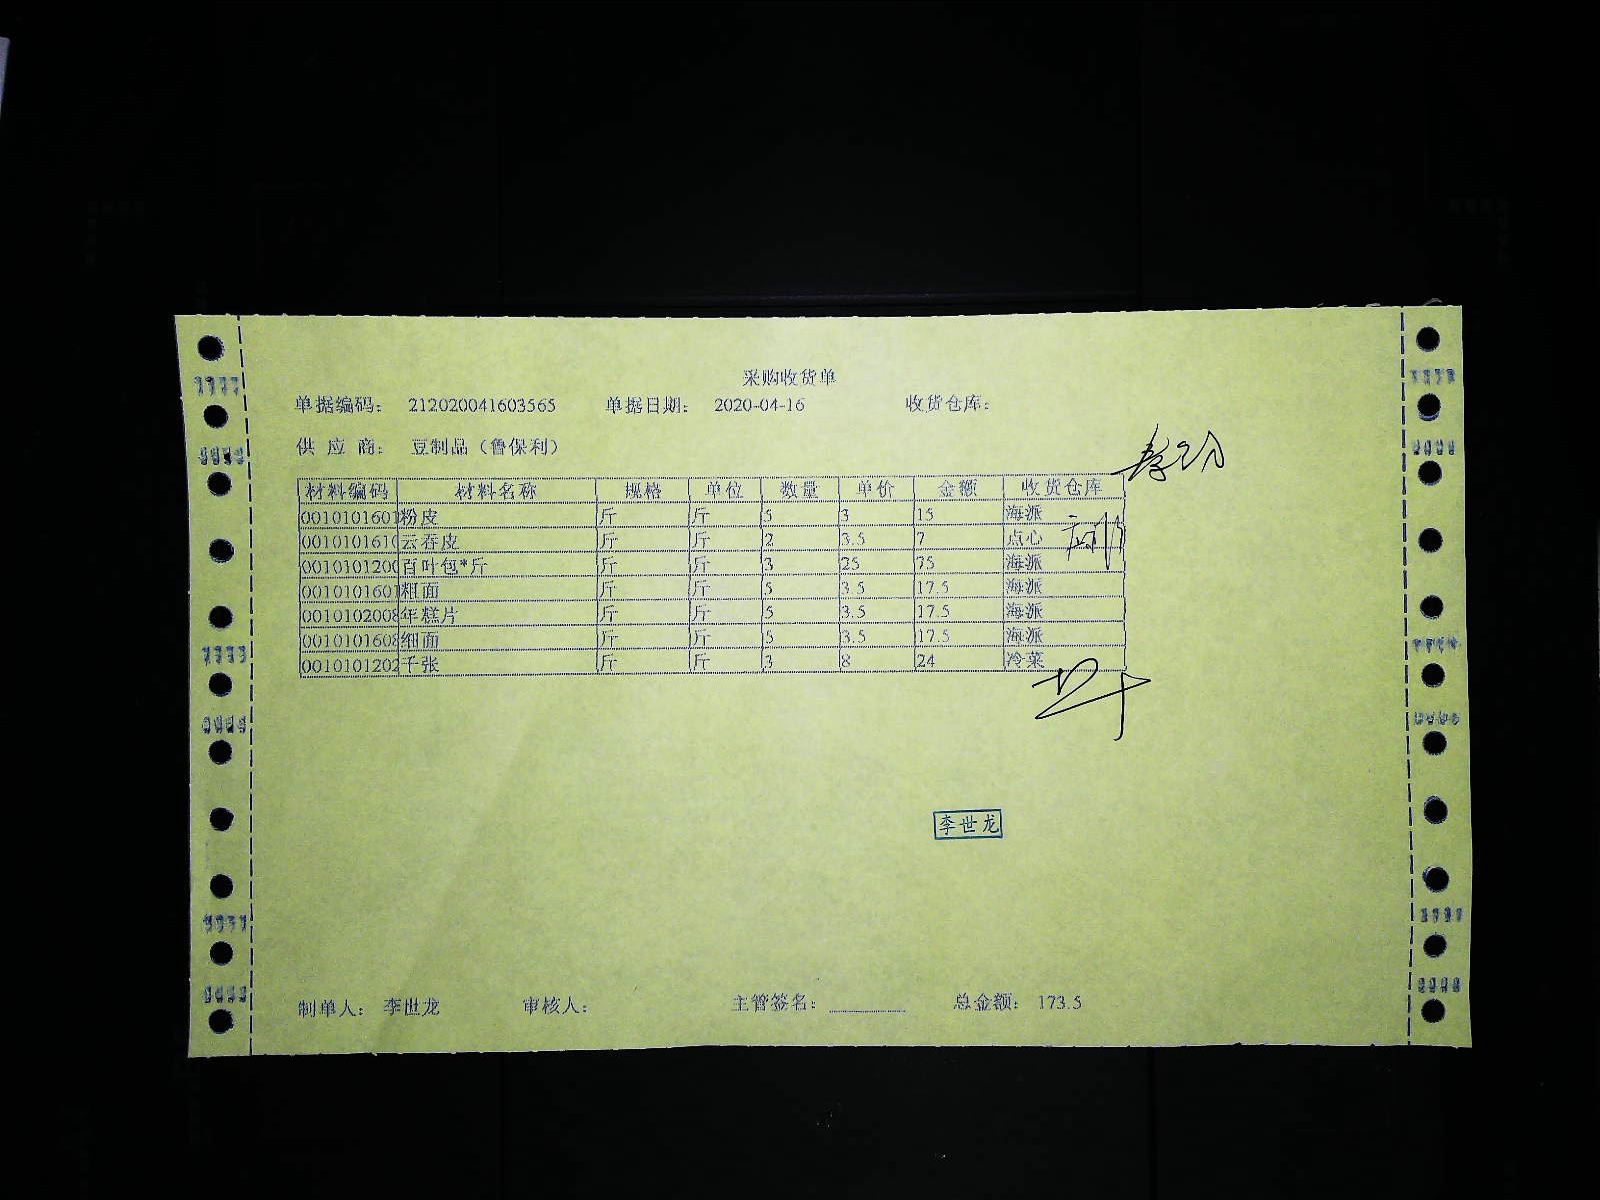 采购收货单
单据编码: 212020041603565 单据日期: 2020-04-16 收货仓库:
供 应 商: 豆制品（鲁保利）
材料编码 材料名称 规格 单位 数量 单价 金额 收货仓库
0010101601 粉皮 斤 斤 5 3 15 海派
001010161 云吞皮 斤 斤 2 3.5 7 点心
001010120 百叶包*斤 斤 斤 3 25 75 海派
0010101601 粗面 斤 斤 5 3.5 17.5 海派
0010102008 年糕片 斤 斤 5 3.5 17.5 海派
0010101608 细面 斤 斤 5 3.5 17.5 海派
0010101202 千张 斤 斤 3 8 24 冷菜
李世龙
制单人: 李世龙 审核人: 主管签名: 总金额: 173.5